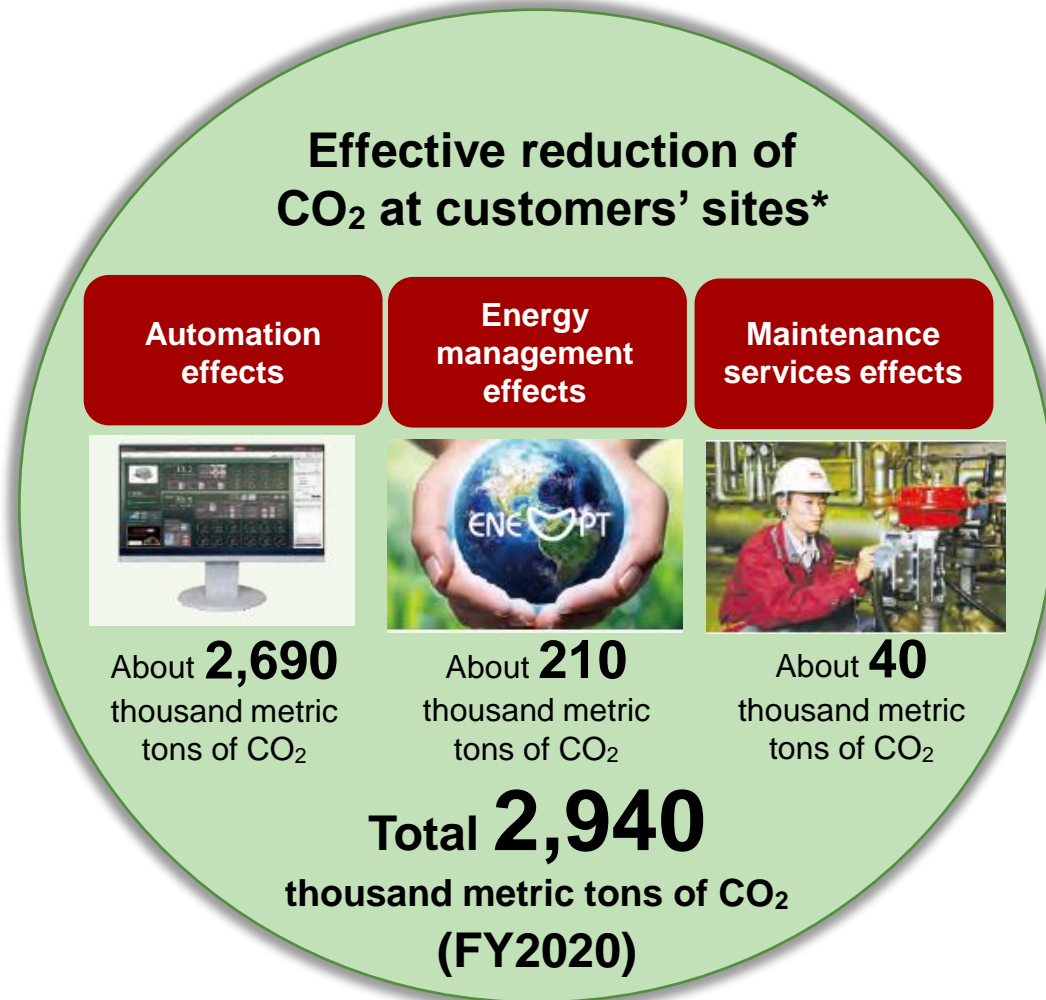 Effective reduction of
CO₂ at customers’ sites*
Automation
effects
Energy
management
effects
Maintenance
services effects
ENEOPT
About 2,690
thousand metric
tons of CO₂
About 210
thousand metric
tons of CO₂
About 40
thousand metric
tons of CO₂
Total 2,940
thousand metric tons of CO₂
(FY2020)